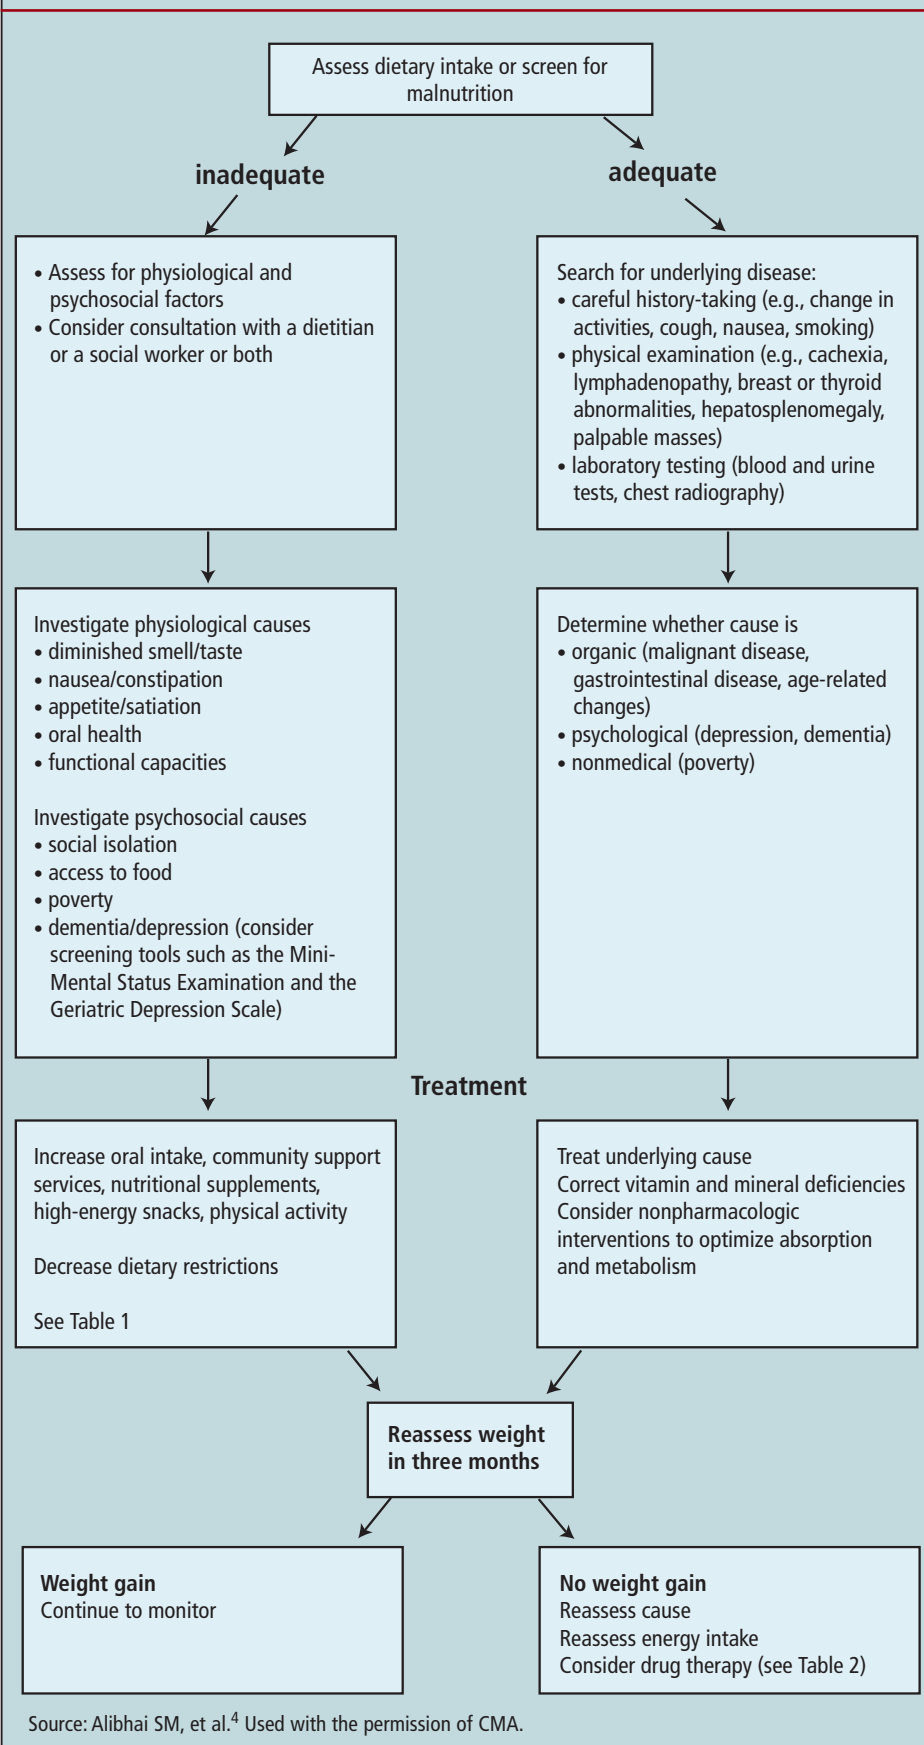 Assess dietary intake or screen for
malnutrition
inadequate
adequate
• Assess for physiological and
psychosocial factors
• Consider consultation with a dietitian
or a social worker or both
Search for underlying disease:
• careful history-taking (e.g., change in
activities, cough, nausea, smoking)
• physical examination (e.g., cachexia,
lymphadenopathy, breast or thyroid
abnormalities, hepatosplenomegaly,
palpable masses)
• laboratory testing (blood and urine
tests, chest radiography)
Investigate physiological causes
• diminished smell/taste
• nausea/constipation
• appetite/satiation
• oral health
• functional capacities
Investigate psychosocial causes
• social isolation
• access to food
• poverty
• dementia/depression (consider
screening tools such as the Mini-
Mental Status Examination and the
Geriatric Depression Scale)
Determine whether cause is
• organic (malignant disease,
gastrointestinal disease, age-related
changes)
• psychological (depression, dementia)
• nonmedical (poverty)
Treatment
Increase oral intake, community support
services, nutritional supplements,
high-energy snacks, physical activity
Decrease dietary restrictions
See Table 1
Treat underlying cause
Correct vitamin and mineral deficiencies
Consider nonpharmacologic
interventions to optimize absorption
and metabolism
Reassess weight
in three months
Weight gain
Continue to monitor
No weight gain
Reassess cause
Reassess energy intake
Consider drug therapy (see Table 2)
Source: Alibhai SM, et al.4 Used with the permission of CMA.